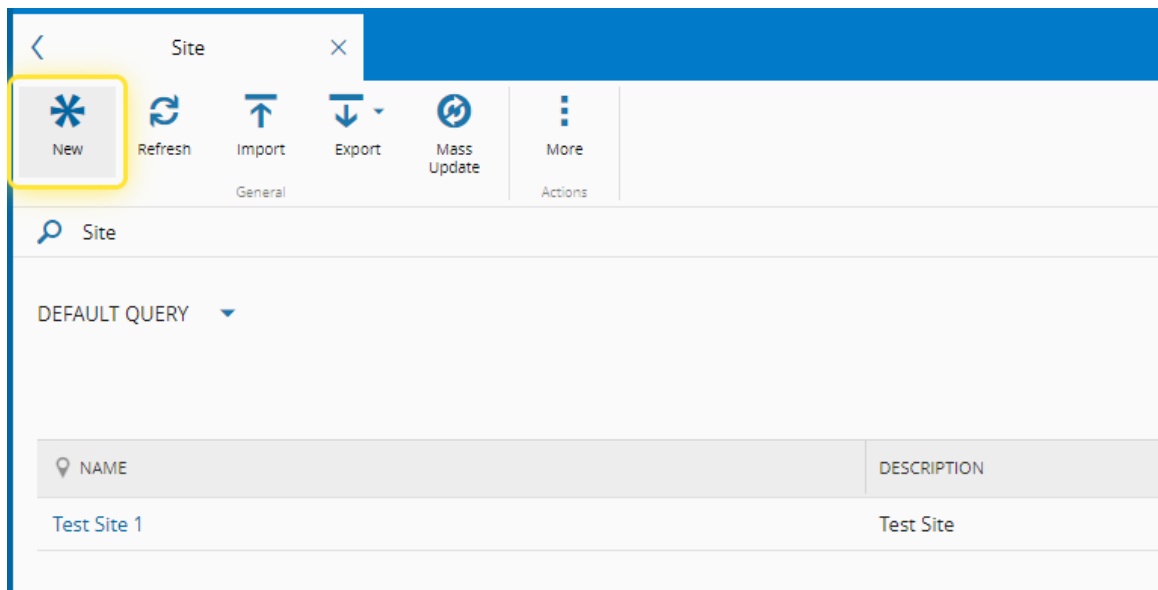 Site
New Refresh Import Export Mass Update More
General Actions
Site
DEFAULT QUERY
NAME DESCRIPTION
Test Site 1 Test Site